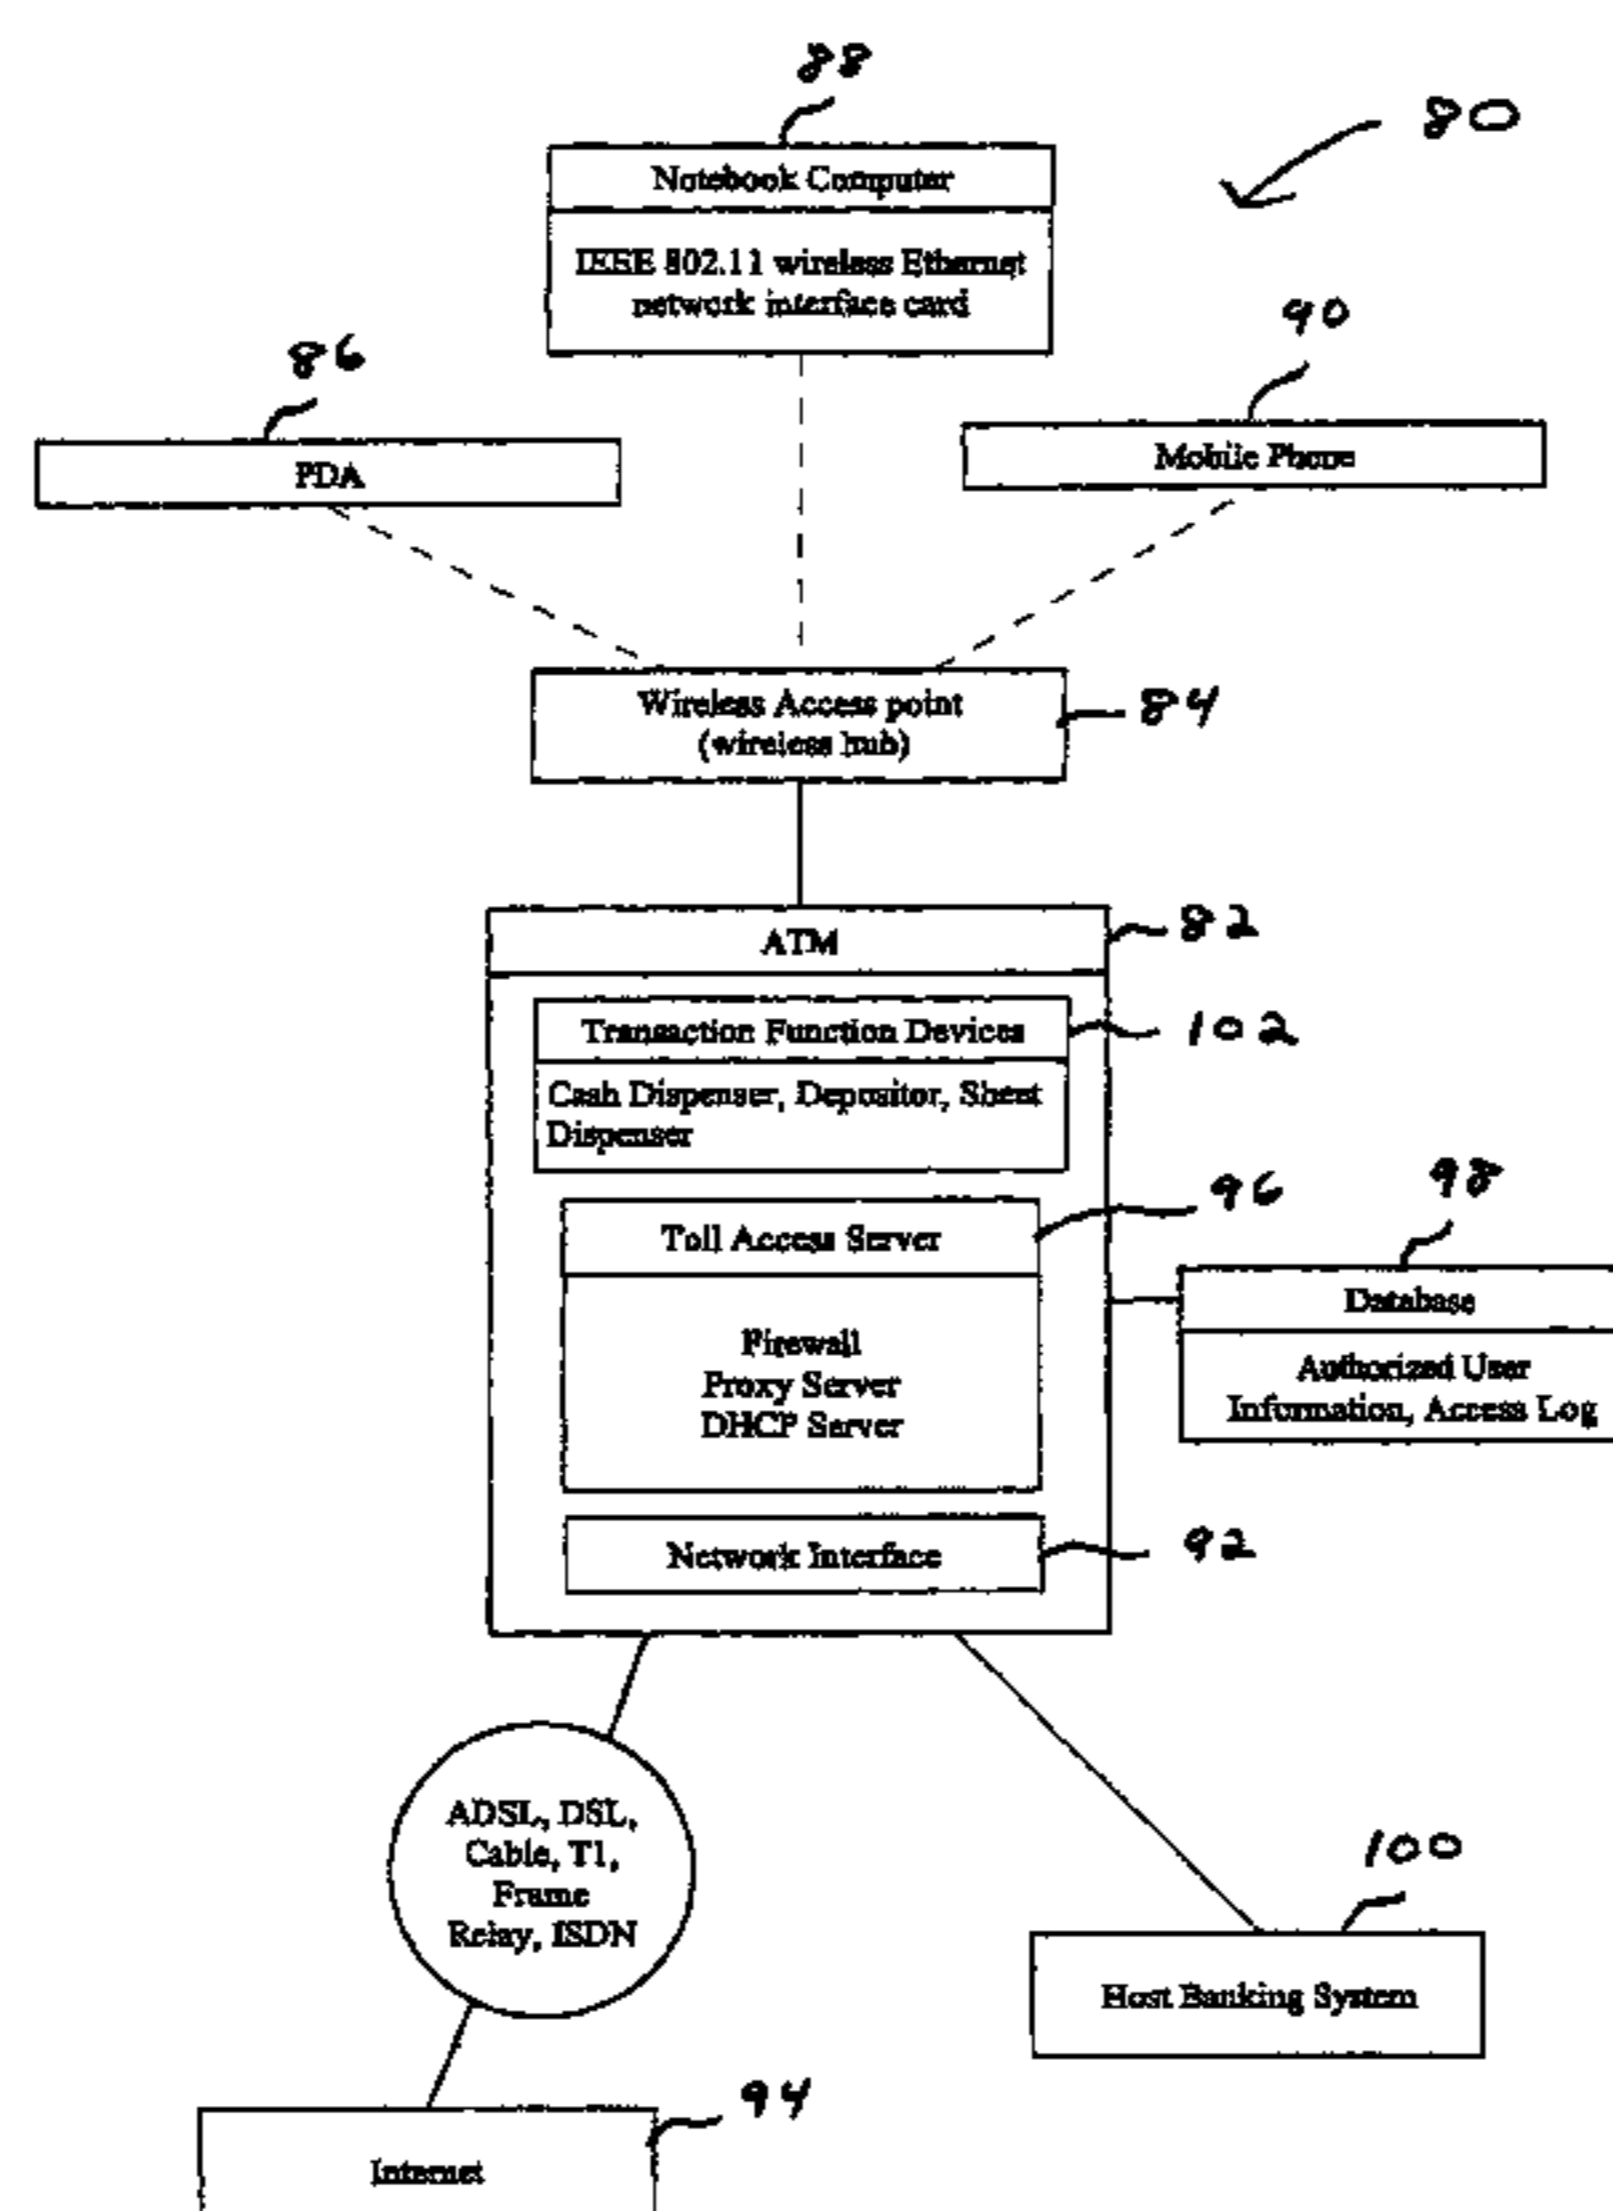 88
80
Notebook Computer
IEEE 802.11 wireless Ethernet
network interface card
90
86
Mobile Phone
PDA
Wireless Access point
(wireless hub)
84
82
ATM
Transaction Function Devices
102
Cash Dispenser, Depositor, Sheet
Dispenser
96
98
Toll Access Server
Database
Firewall
Proxy Server
DHCP Server
Authorized User
Information, Access Log
Network Interface
92
ADSL, DSL,
Cable, T1,
Frame
Relay, ISDN
100
Host Banking System
94
Internet